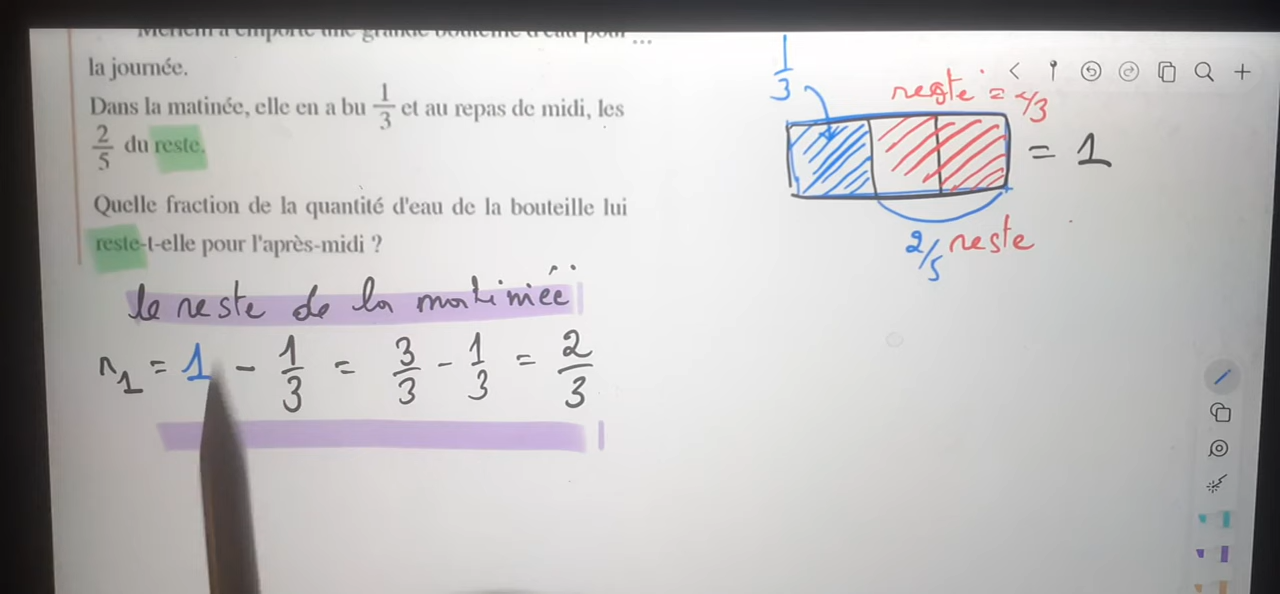 la journée.
Dans la matinée, elle en a bu 1/3 et au repas de midi, les
2/5 du reste.
Quelle fraction de la quantité d'eau de la bouteille lui
reste-t-elle pour l'après-midi ?
le reste de la matinée
r₁ = 1 - 1/3 = 3/3 - 1/3 = 2/3
1/3
reste =
= 1
2/5 reste